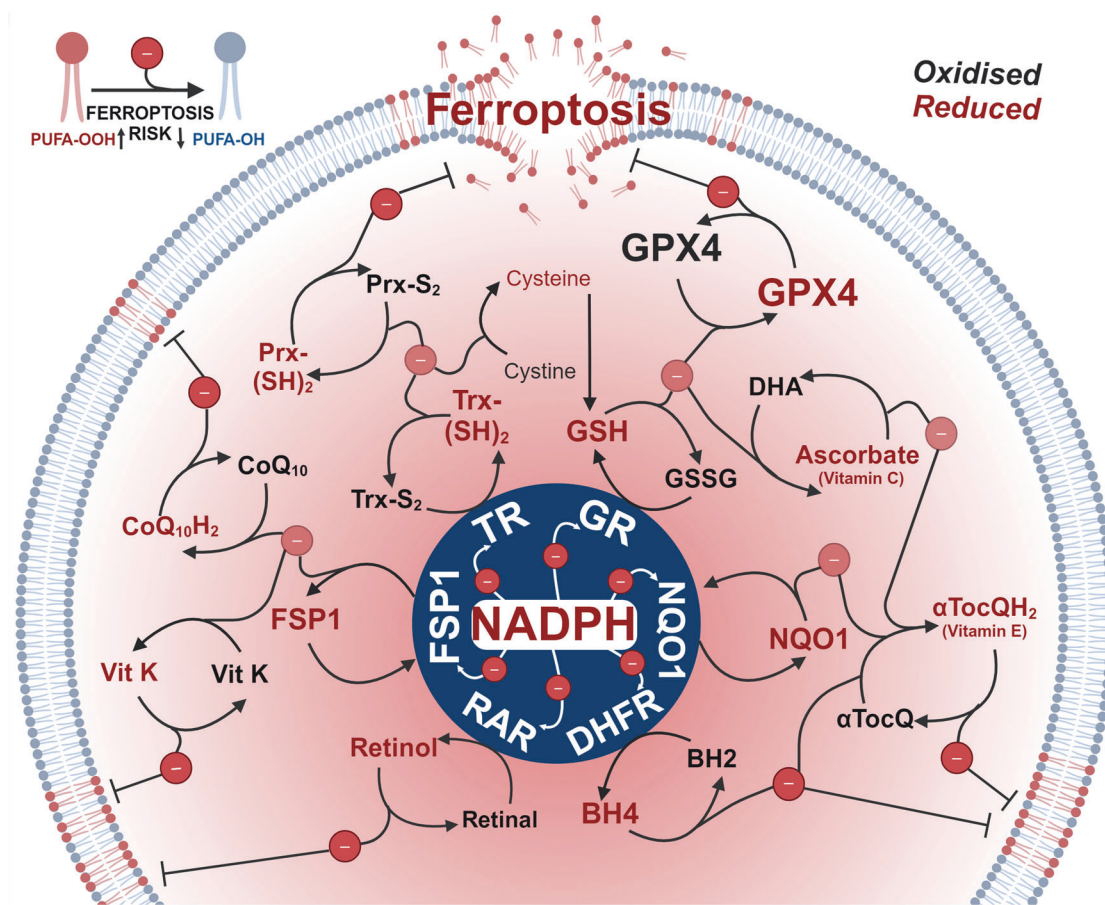 FERROPTOSIS
PUFA-OOH RISK PUFA-OH
Oxidised
Reduced
Ferroptosis
GPX4
GPX4
Prx-S₂
Cysteine
Prx-
(SH)₂
Cystine
DHA
Trx-
(SH)₂
GSH
Ascorbate
(Vitamin C)
CoQ₁₀
GSSG
Trx-S₂
CoQ₁₀H₂
TR
GR
FSP1
NQO1
NADPH
RAR
DHFR
FSP1
NQO1
αTocQH₂
(Vitamin E)
Vit K
Vit K
αTocQ
Retinol
BH2
Retinal
BH4